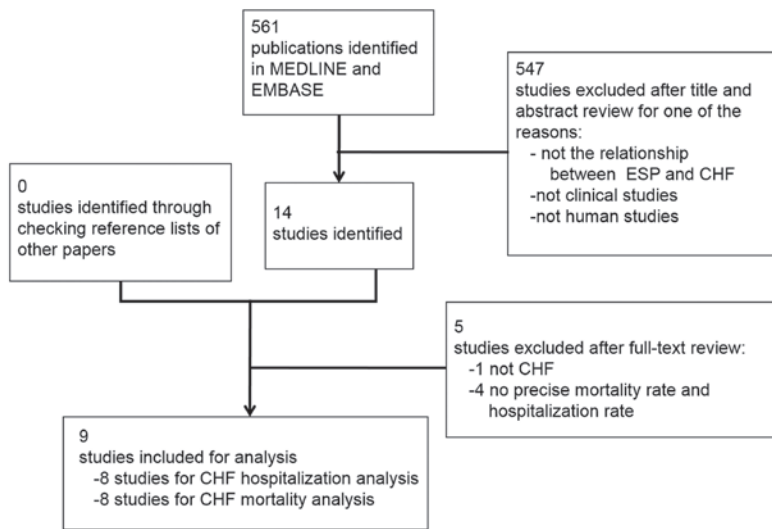 561
publications identified
in MEDLINE and
EMBASE
547
studies excluded after title and
abstract review for one of the
reasons:
- not the relationship
between ESP and CHF
-not clinical studies
-not human studies
0
studies identified through
checking reference lists of
other papers
14
studies identified
5
studies excluded after full-text review:
-1 not CHF
-4 no precise mortality rate and
hospitalization rate
9
studies included for analysis
-8 studies for CHF hospitalization analysis
-8 studies for CHF mortality analysis